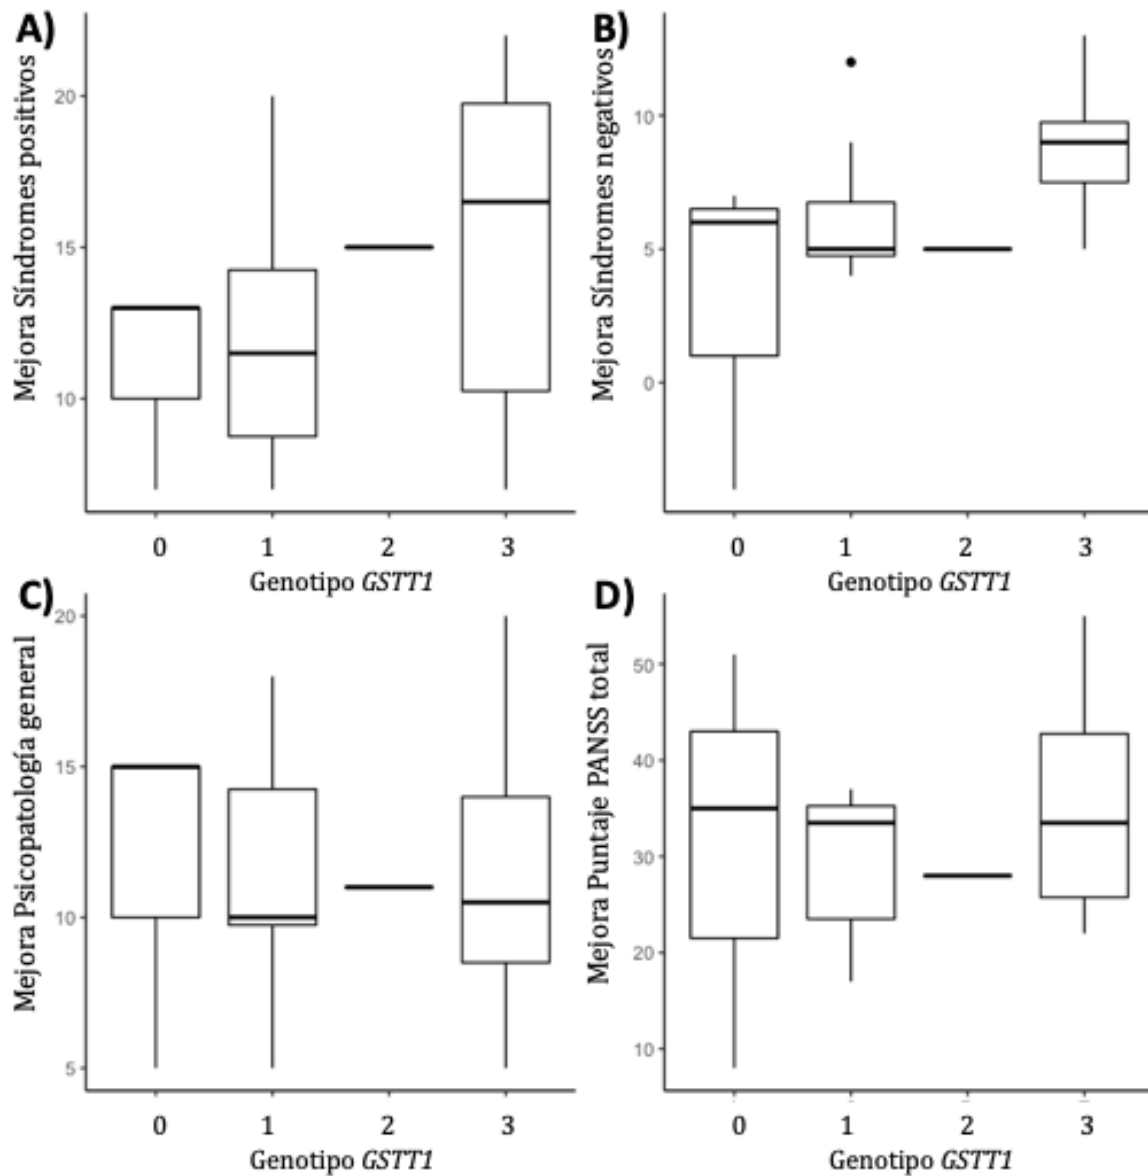 A)
Mejora Síndromes positivos
20
15
10
0 1 2 3
Genotipo GSTT1
B)
Mejora Síndromes negativos
10
5
0
0 1 2 3
Genotipo GSTT1
C)
Mejora Psicopatología general
20
15
10
5
0 1 2 3
Genotipo GSTT1
D)
Mejora Puntaje PANSS total
50
40
30
20
10
0 1 2 3
Genotipo GSTT1